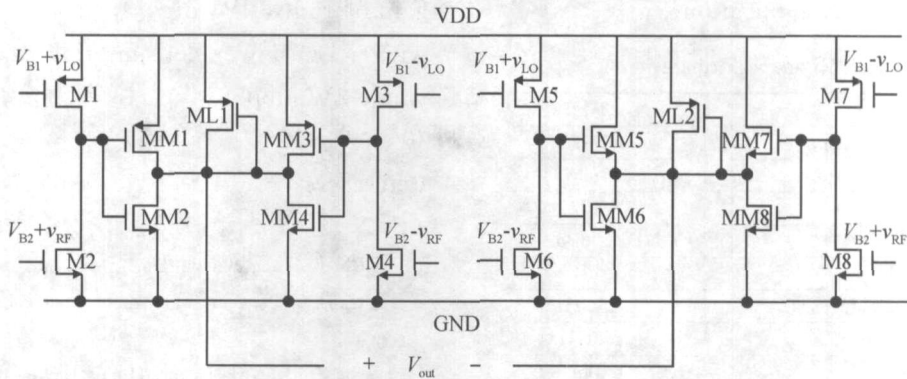 VDD
V_B1+v_LO
M1
ML1
MM1
MM3
M3
V_B1-v_LO
V_B1+v_LO
M5
ML2
MM5
MM7
M7
V_B1-v_LO
MM2
MM4
MM6
MM8
V_B2+v_RF
M2
V_B2-v_RF
M4
V_B2-v_RF
M6
V_B2+v_RF
M8
GND
+ V_out −